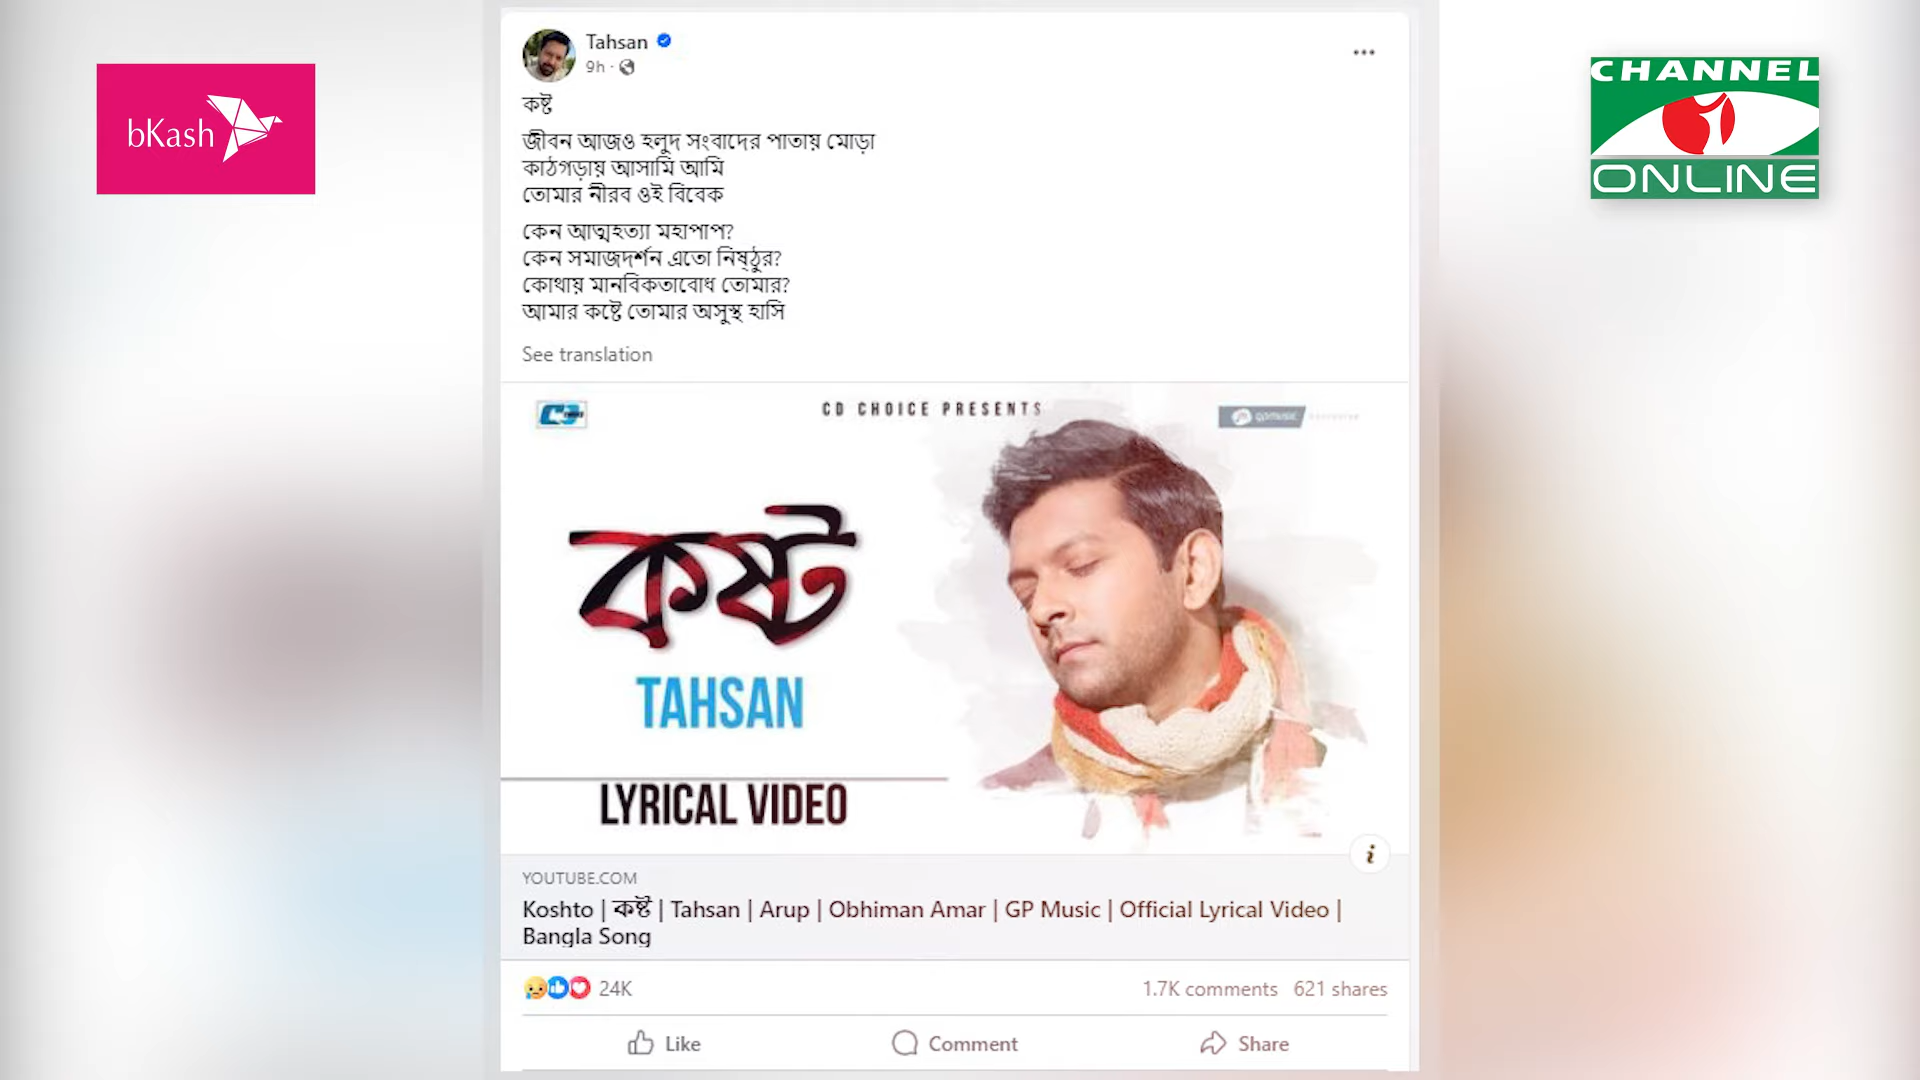 bKash
CHANNEL
i
ONLINE
Tahsan
9h ·
কষ্ট
জীবন আজও হলুদ সংবাদের পাতায় মোড়া
কাঠগড়ায় আসামি আমি
তোমার নীরব ওই বিবেক
কেন আত্মহত্যা মহাপাপ?
কেন সমাজদর্শন এতো নিষ্ঠুর?
কোথায় মানবিকতাবোধ তোমার?
আমার কষ্টে তোমার অসুস্থ হাসি
See translation
CD CHOICE PRESENTS
gpmusic
কষ্ট
TAHSAN
LYRICAL VIDEO
i
YOUTUBE.COM
Koshto | কষ্ট | Tahsan | Arup | Obhiman Amar | GP Music | Official Lyrical Video |
Bangla Song
24K
1.7K comments 621 shares
Like Comment Share